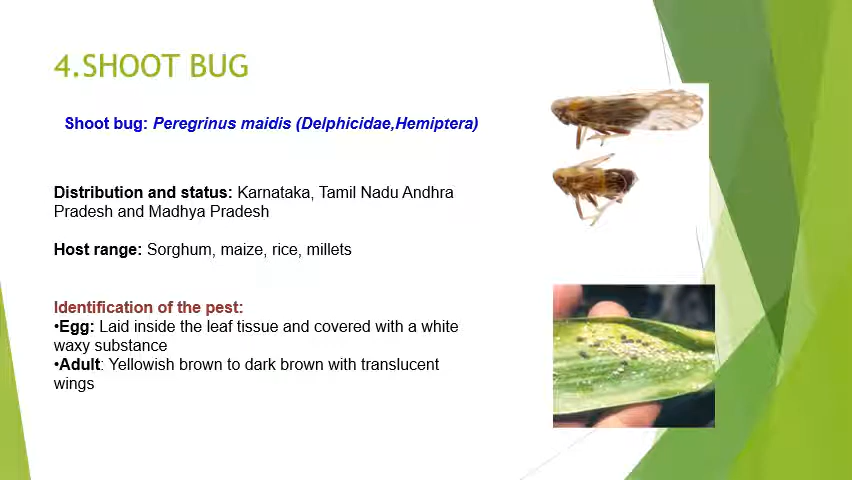 4.SHOOT BUG
Shoot bug: Peregrinus maidis (Delphicidae,Hemiptera)
Distribution and status: Karnataka, Tamil Nadu Andhra
Pradesh and Madhya Pradesh
Host range: Sorghum, maize, rice, millets
Identification of the pest:
•Egg: Laid inside the leaf tissue and covered with a white
waxy substance
•Adult: Yellowish brown to dark brown with translucent
wings